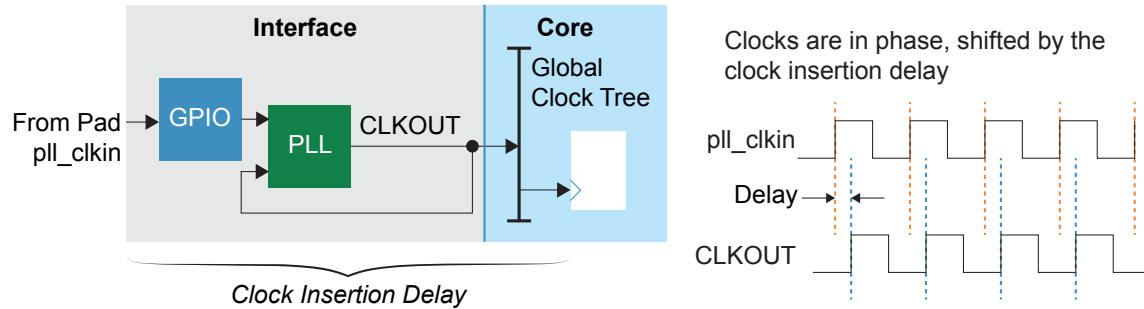 Interface
Core
Clocks are in phase, shifted by the
clock insertion delay
Global
Clock Tree
GPIO
From Pad
pll_clkin
CLKOUT
PLL
pll_clkin
Delay
CLKOUT
Clock Insertion Delay